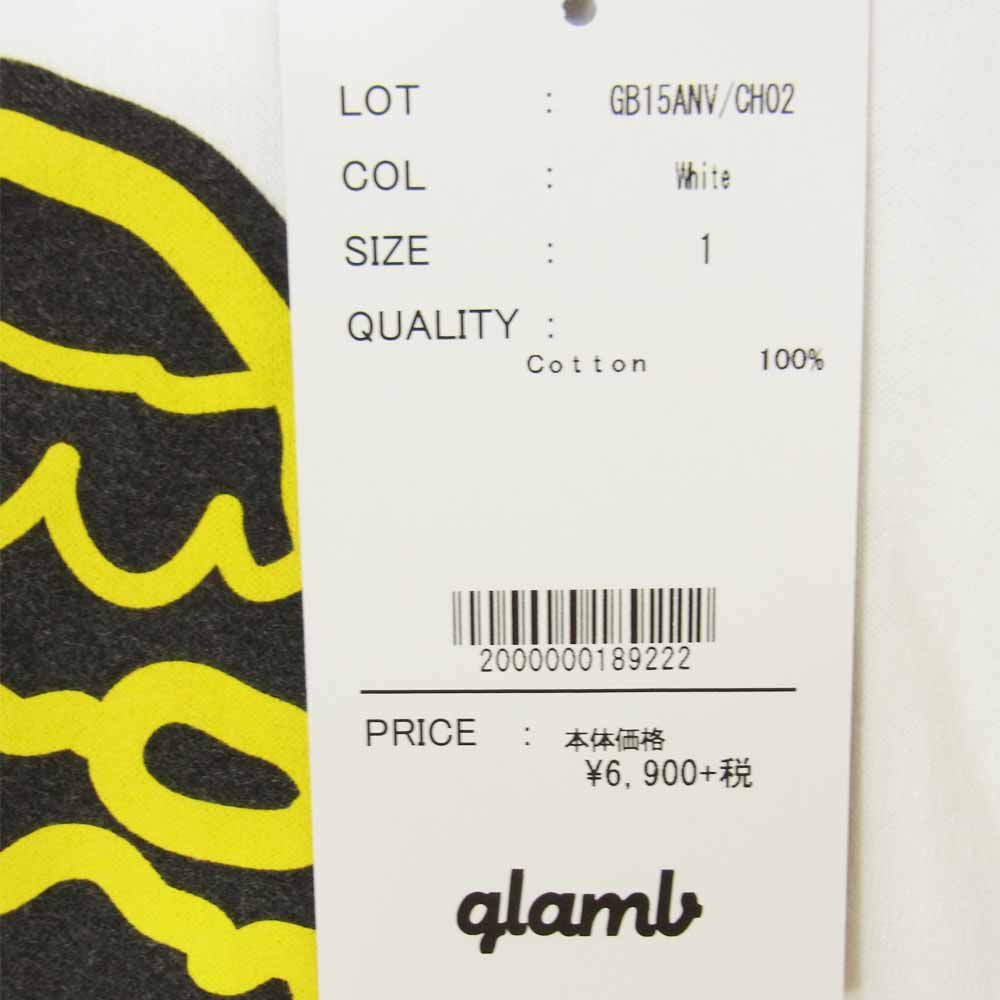 LOT : GB15ANV/CH02
COL : White
SIZE : 1
QUALITY :
Cotton 100%
2000000189222
PRICE : 本体価格
¥6,900+税
glamb